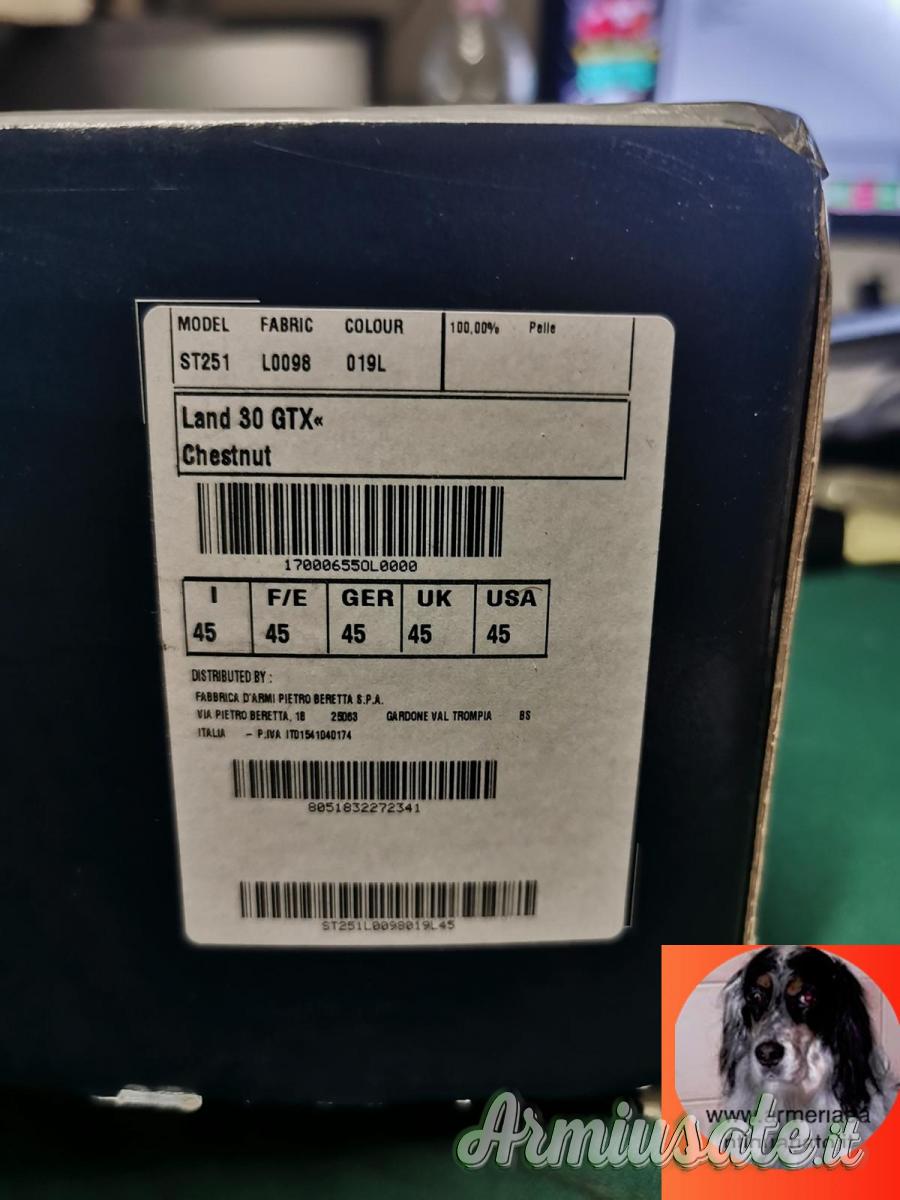 MODEL FABRIC COLOUR 100,00% Pelle
ST251 L0098 019L
Land 30 GTX«
Chestnut
17000655OL0000
I F/E GER UK USA
45 45 45 45 45
DISTRIBUTED BY :
FABBRICA D'ARMI PIETRO BERETTA S.P.A.
VIA PIETRO BERETTA, 18 25063 GARDONE VAL TROMPIA BS
ITALIA - P.IVA IT01541040174
8051832272341
ST251L0098019L45
Armiusate.it